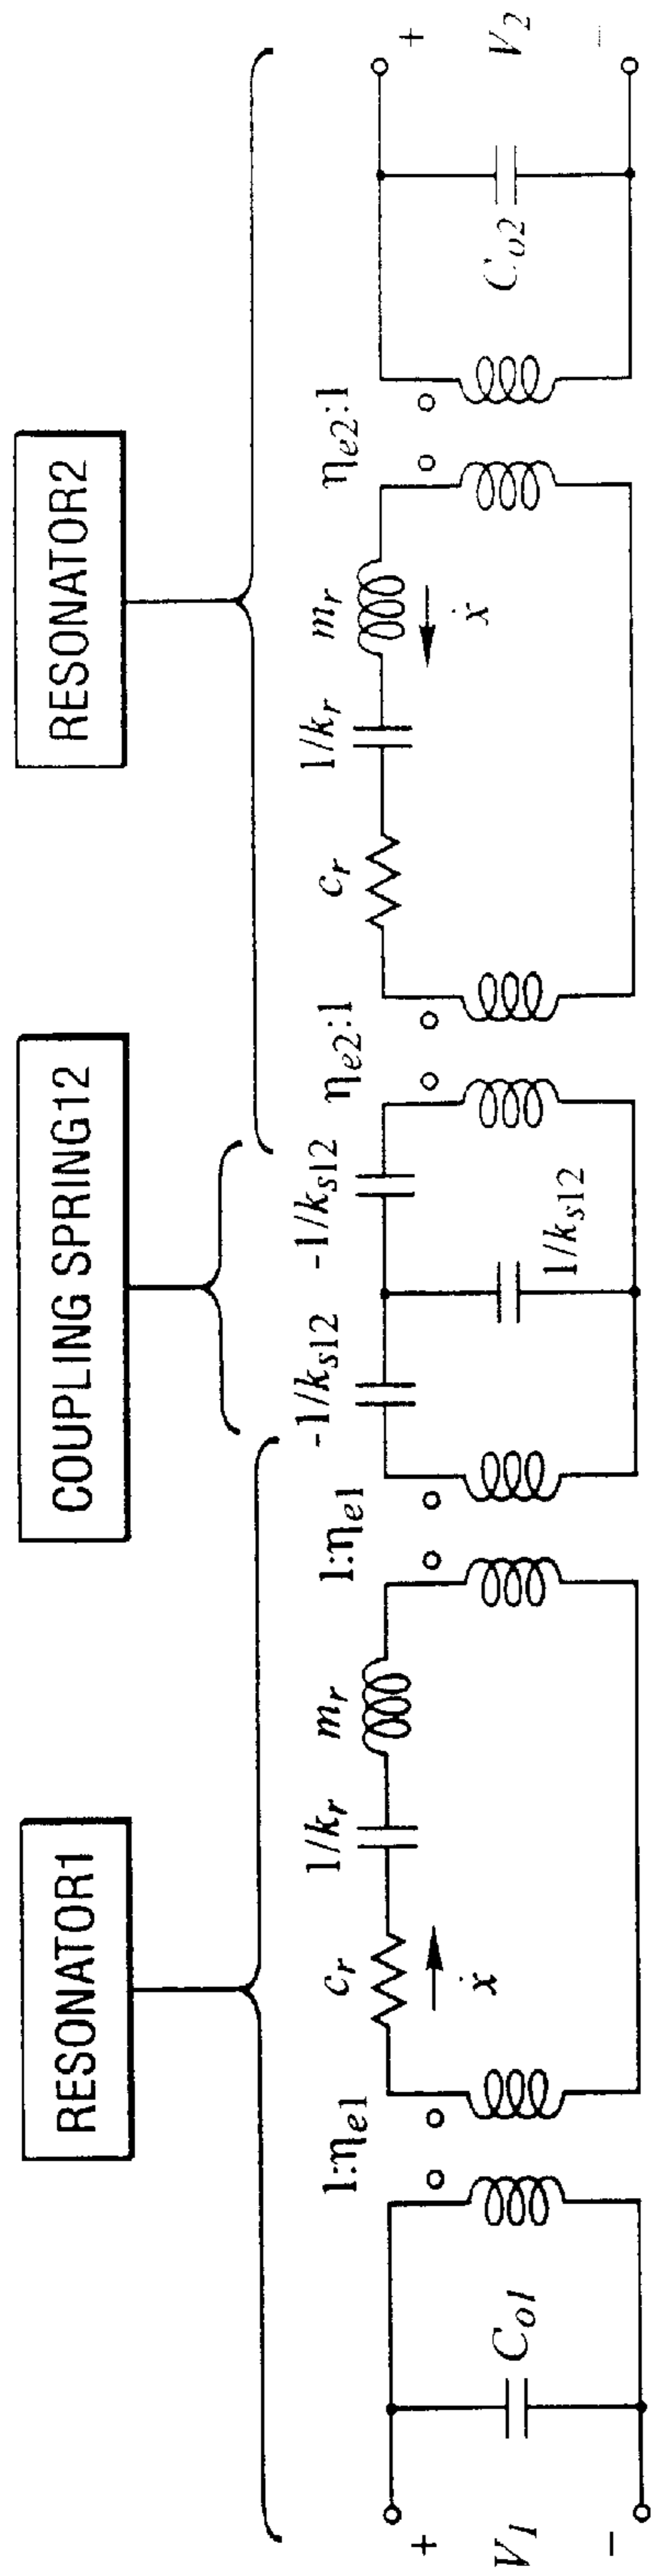 RESONATOR1
COUPLING SPRING12
RESONATOR2
+
V1
−
Co1
1:ηe1
cr
ẋ
1/kr
mr
1:ηe1
-1/ks12
-1/ks12
1/ks12
ηe2:1
cr
1/kr
mr
ẋ
ηe2:1
Co2
+
V2
−